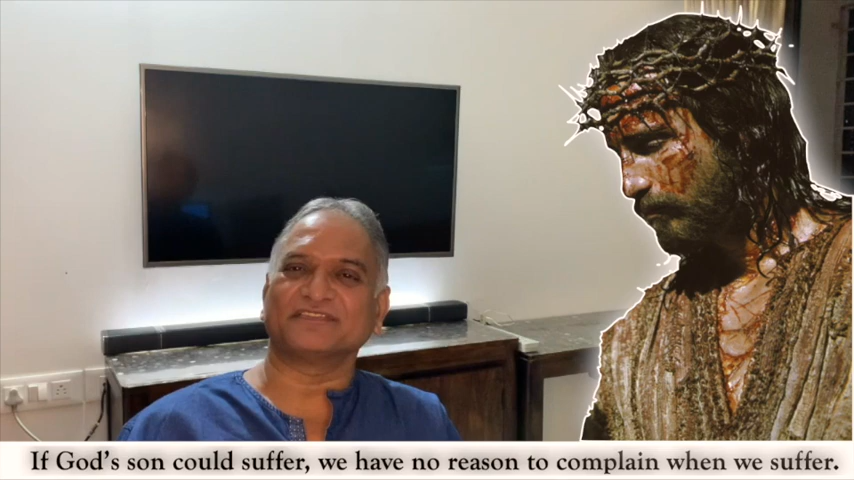 If God's son could suffer, we have no reason to complain when we suffer.